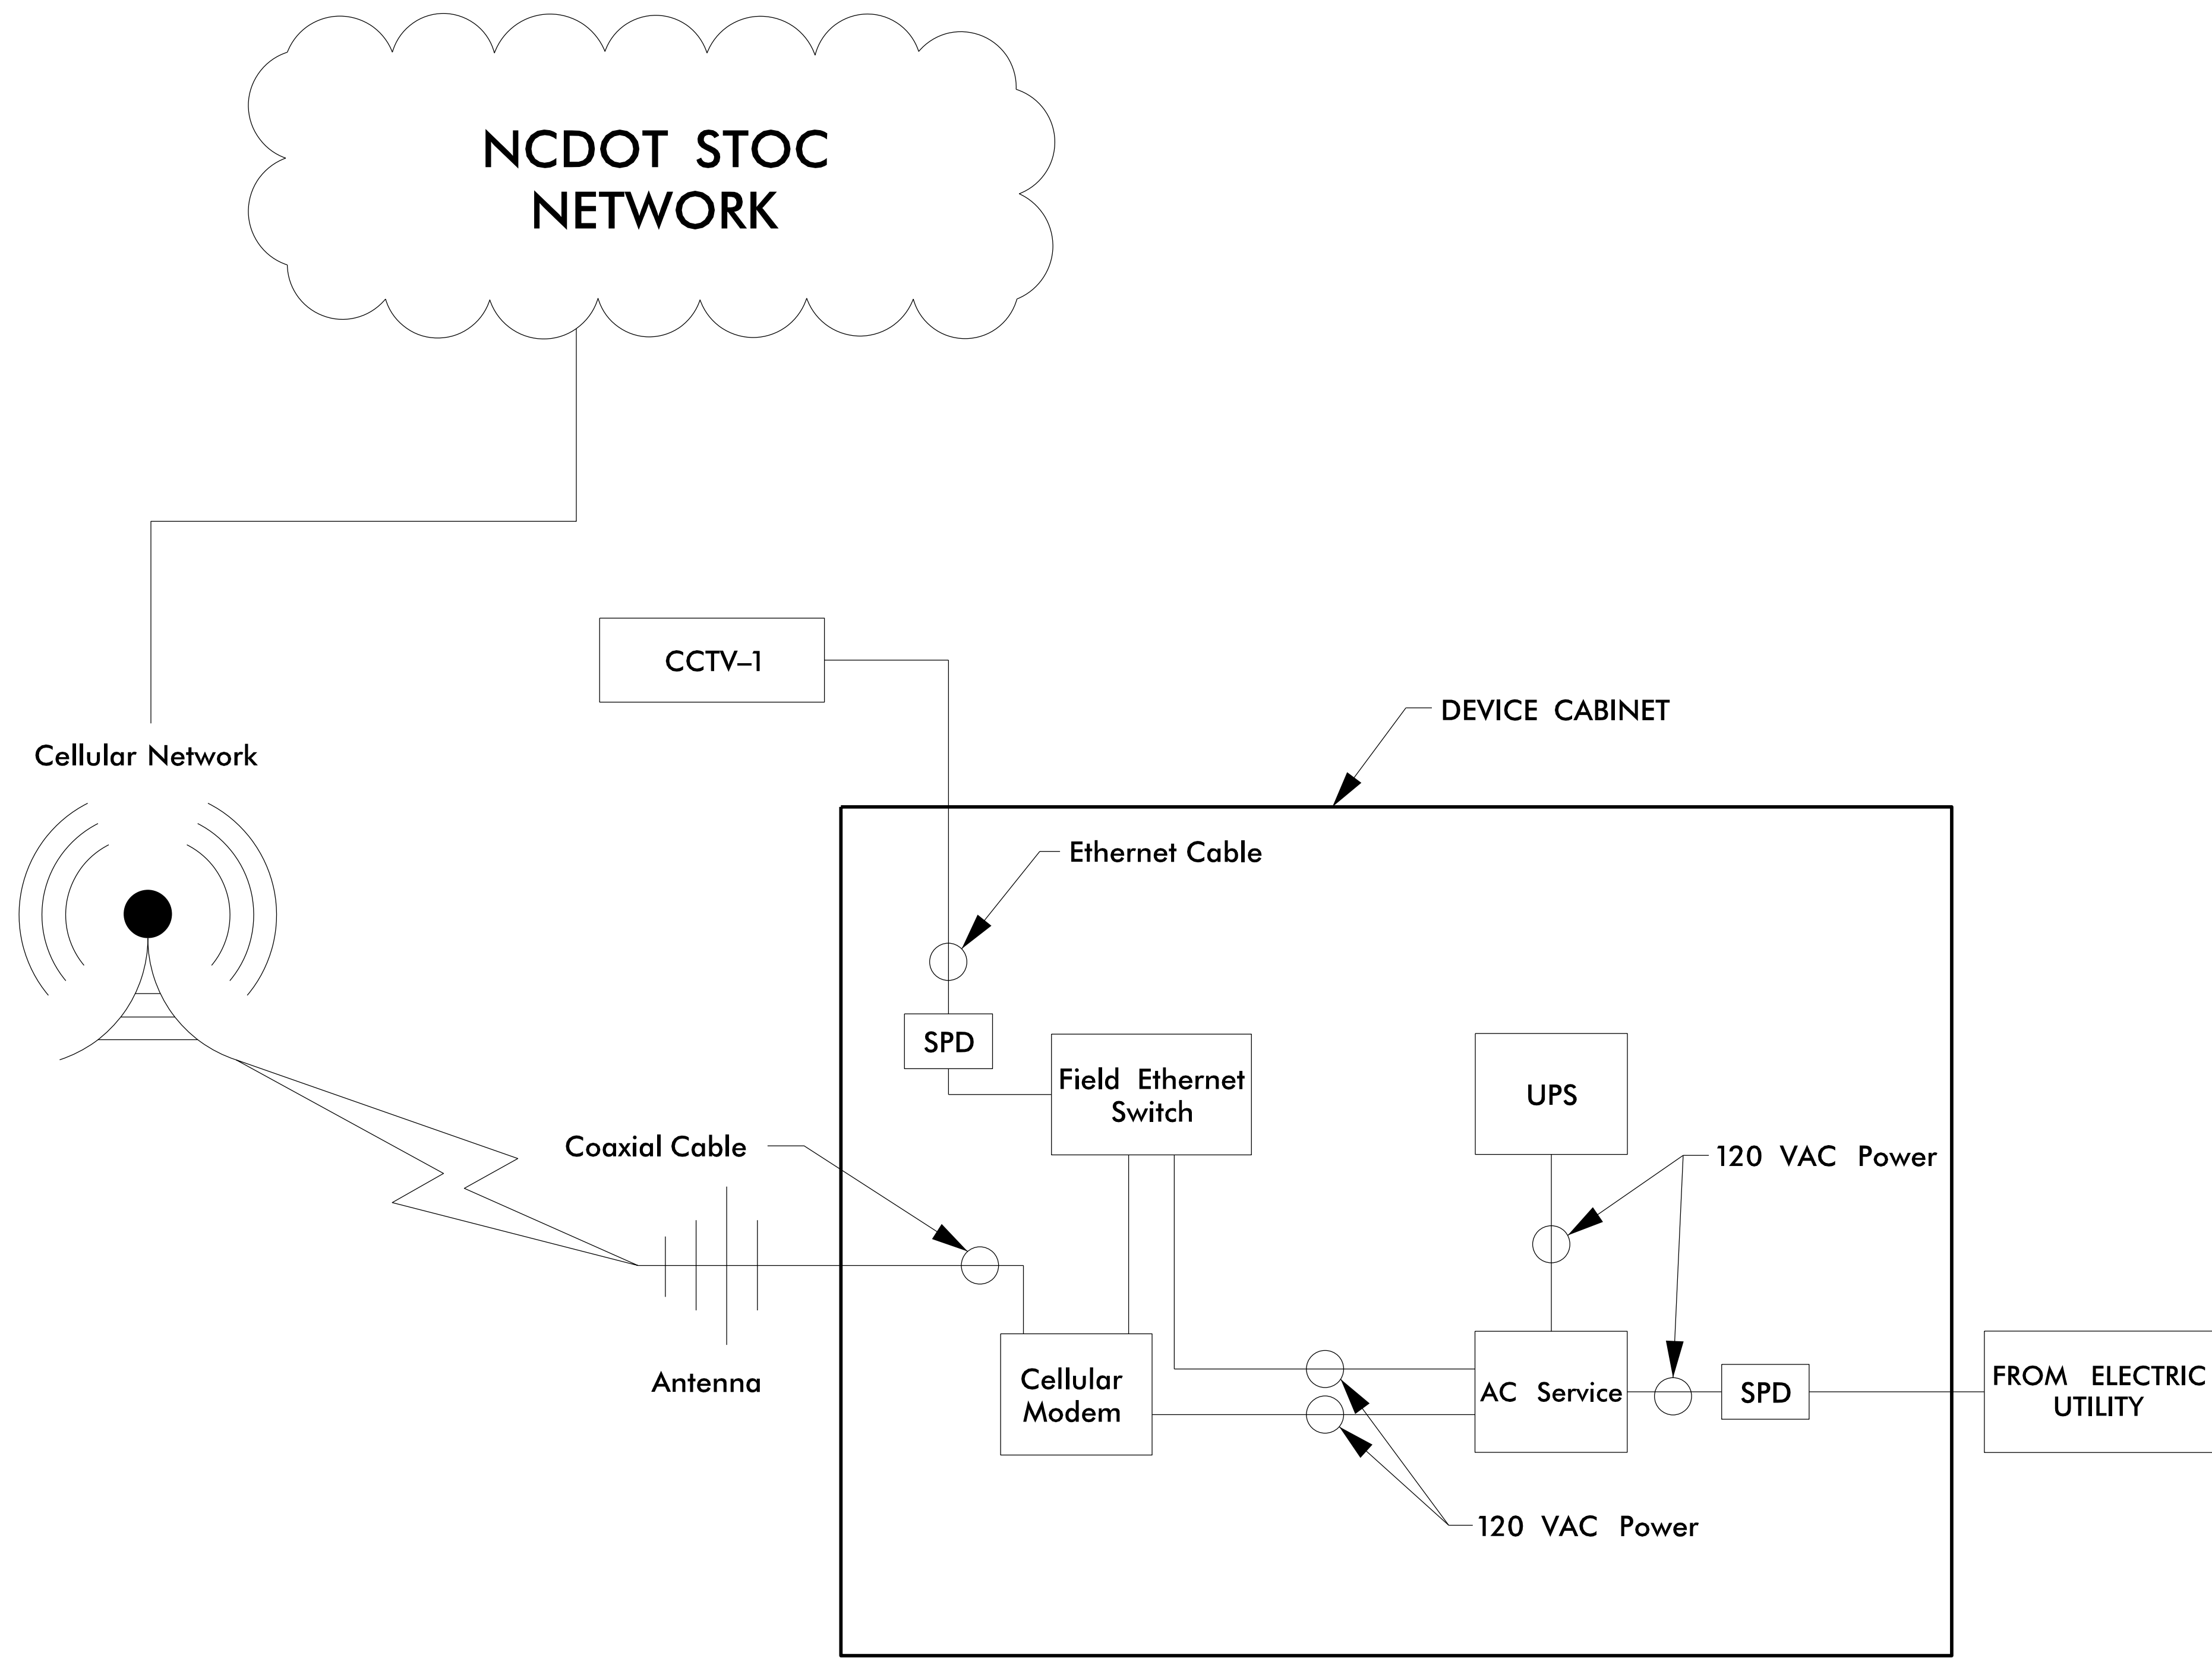 NCDOT STOC
NETWORK
CCTV–1
DEVICE CABINET
Cellular Network
Ethernet Cable
SPD
Field Ethernet
Switch
UPS
Coaxial Cable
120 VAC Power
Antenna
Cellular
Modem
AC Service
SPD
FROM ELECTRIC
UTILITY
120 VAC Power